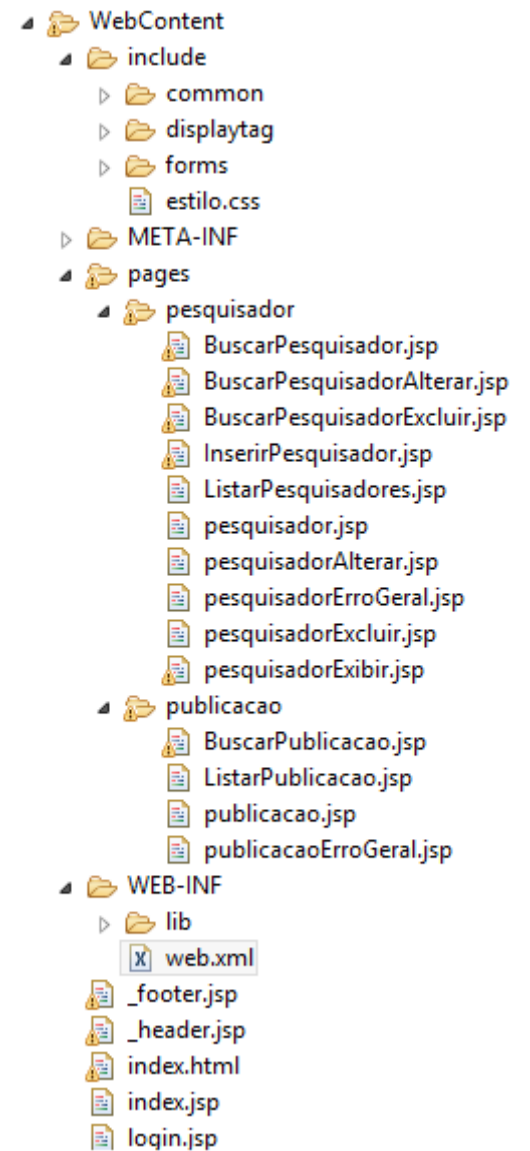 WebContent
include
common
displaytag
forms
estilo.css
META-INF
pages
pesquisador
BuscarPesquisador.jsp
BuscarPesquisadorAlterar.jsp
BuscarPesquisadorExcluir.jsp
InserirPesquisador.jsp
ListarPesquisadores.jsp
pesquisador.jsp
pesquisadorAlterar.jsp
pesquisadorErroGeral.jsp
pesquisadorExcluir.jsp
pesquisadorExibir.jsp
publicacao
BuscarPublicacao.jsp
ListarPublicacao.jsp
publicacao.jsp
publicacaoErroGeral.jsp
WEB-INF
lib
web.xml
_footer.jsp
_header.jsp
index.html
index.jsp
login.jsp